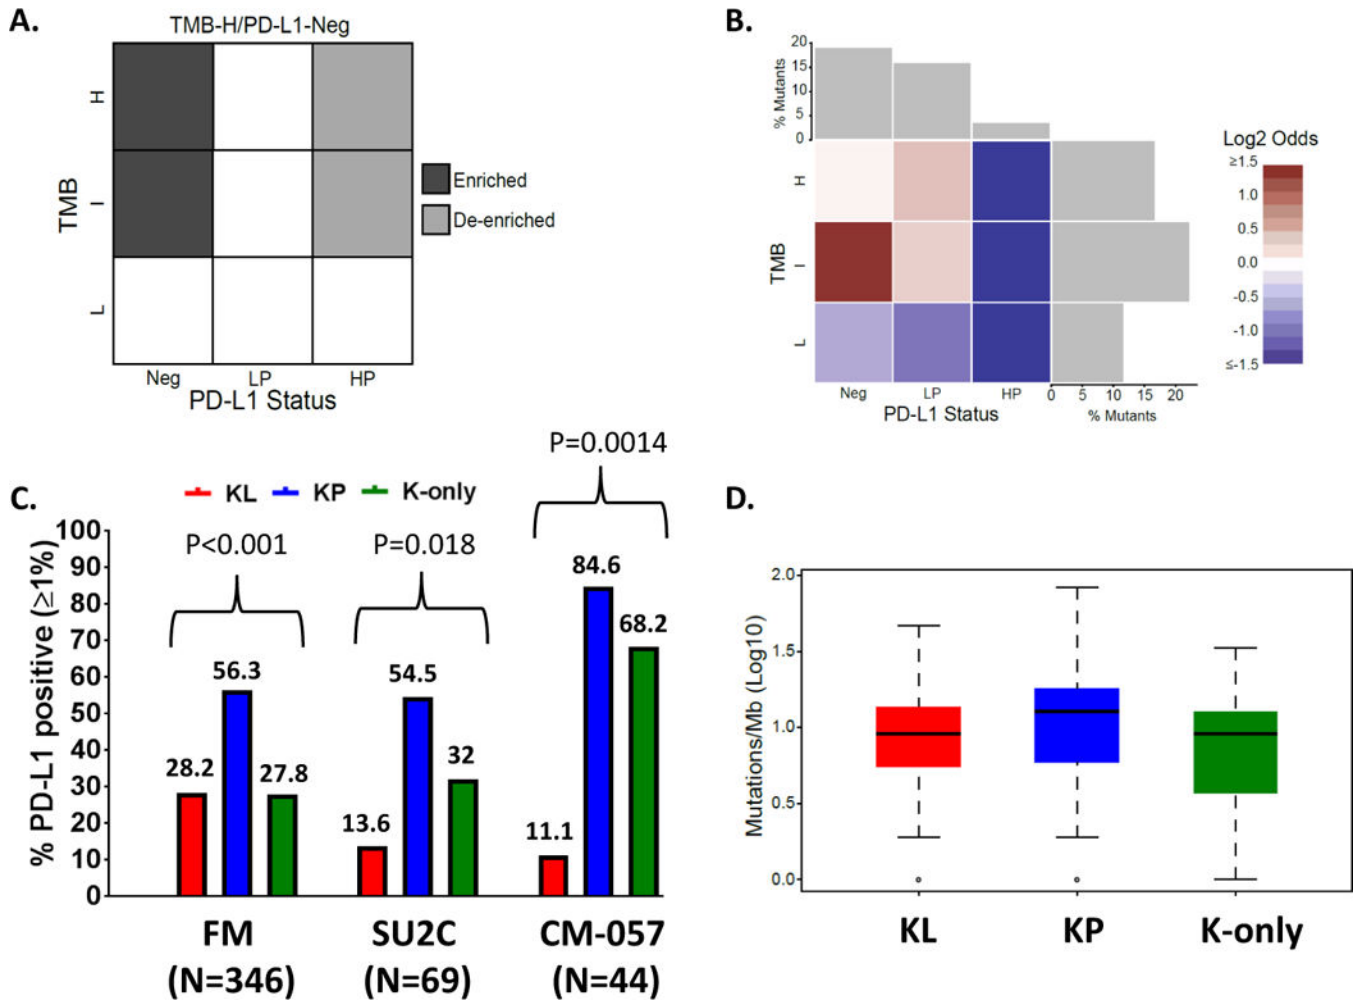 A.
TMB-H/PD-L1-Neg
H
I
L
TMB
Neg LP HP
PD-L1 Status
Enriched
De-enriched
B.
20
15
10
5
0
% Mutants
H
I
L
TMB
Neg LP HP
PD-L1 Status
0 5 10 15 20
% Mutants
Log2 Odds
≥1.5
1.0
0.5
0.0
-0.5
-1.0
≤-1.5
C.
KL KP K-only
P<0.001
P=0.018
P=0.0014
% PD-L1 positive (≥1%)
100
90
80
70
60
50
40
30
20
10
0
28.2 56.3 27.8
13.6 54.5 32
11.1 84.6 68.2
FM SU2C CM-057
(N=346) (N=69) (N=44)
D.
Mutations/Mb (Log10)
2.0
1.5
1.0
0.5
0.0
KL KP K-only